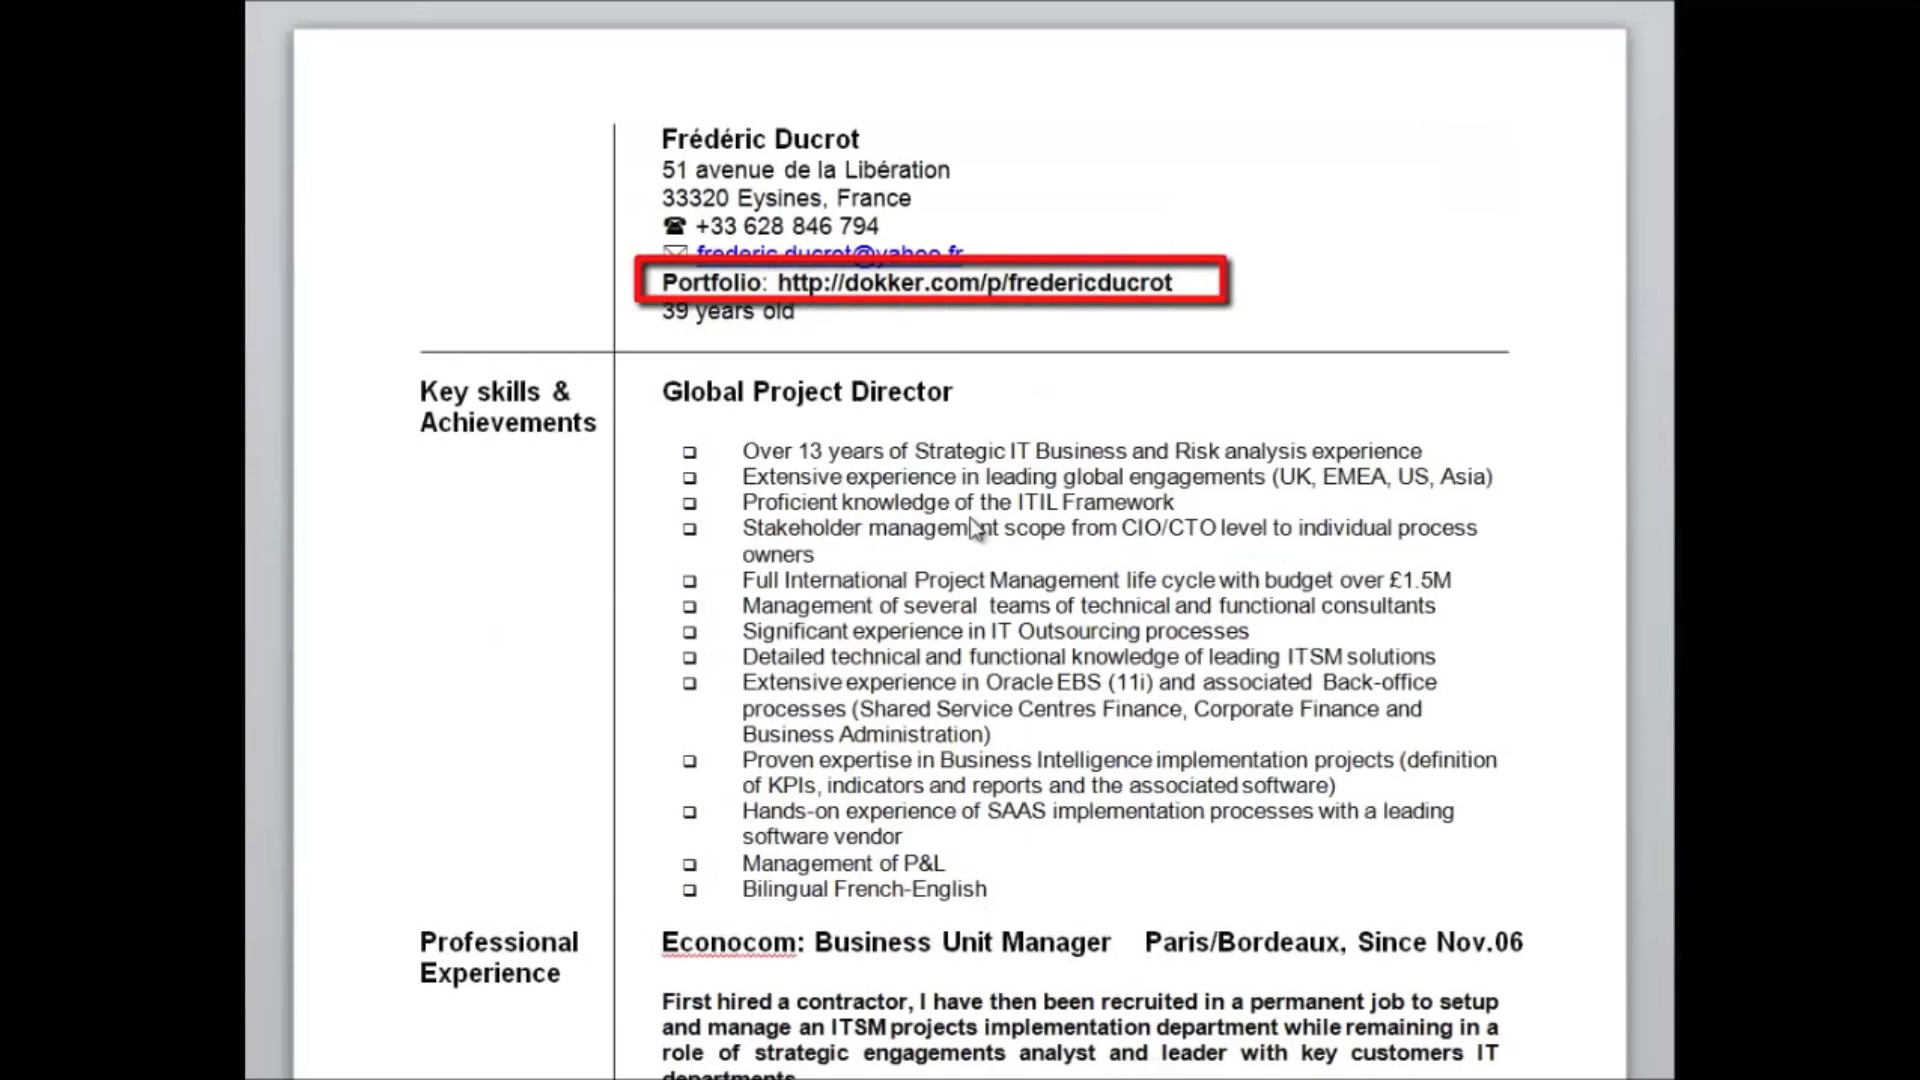 Frédéric Ducrot
51 avenue de la Libération
33320 Eysines, France
☎ +33 628 846 794
frederic.ducrot@yahoo.fr
Portfolio: http://dokker.com/p/fredericducrot
39 years old
Key skills &
Achievements
Global Project Director
❑ Over 13 years of Strategic IT Business and Risk analysis experience
❑ Extensive experience in leading global engagements (UK, EMEA, US, Asia)
❑ Proficient knowledge of the ITIL Framework
❑ Stakeholder management scope from CIO/CTO level to individual process
owners
❑ Full International Project Management life cycle with budget over £1.5M
❑ Management of several teams of technical and functional consultants
❑ Significant experience in IT Outsourcing processes
❑ Detailed technical and functional knowledge of leading ITSM solutions
❑ Extensive experience in Oracle EBS (11i) and associated Back-office
processes (Shared Service Centres Finance, Corporate Finance and
Business Administration)
❑ Proven expertise in Business Intelligence implementation projects (definition
of KPIs, indicators and reports and the associated software)
❑ Hands-on experience of SAAS implementation processes with a leading
software vendor
❑ Management of P&L
❑ Bilingual French-English
Professional
Experience
Econocom: Business Unit Manager Paris/Bordeaux, Since Nov.06
First hired a contractor, I have then been recruited in a permanent job to setup
and manage an ITSM projects implementation department while remaining in a
role of strategic engagements analyst and leader with key customers IT
departments.